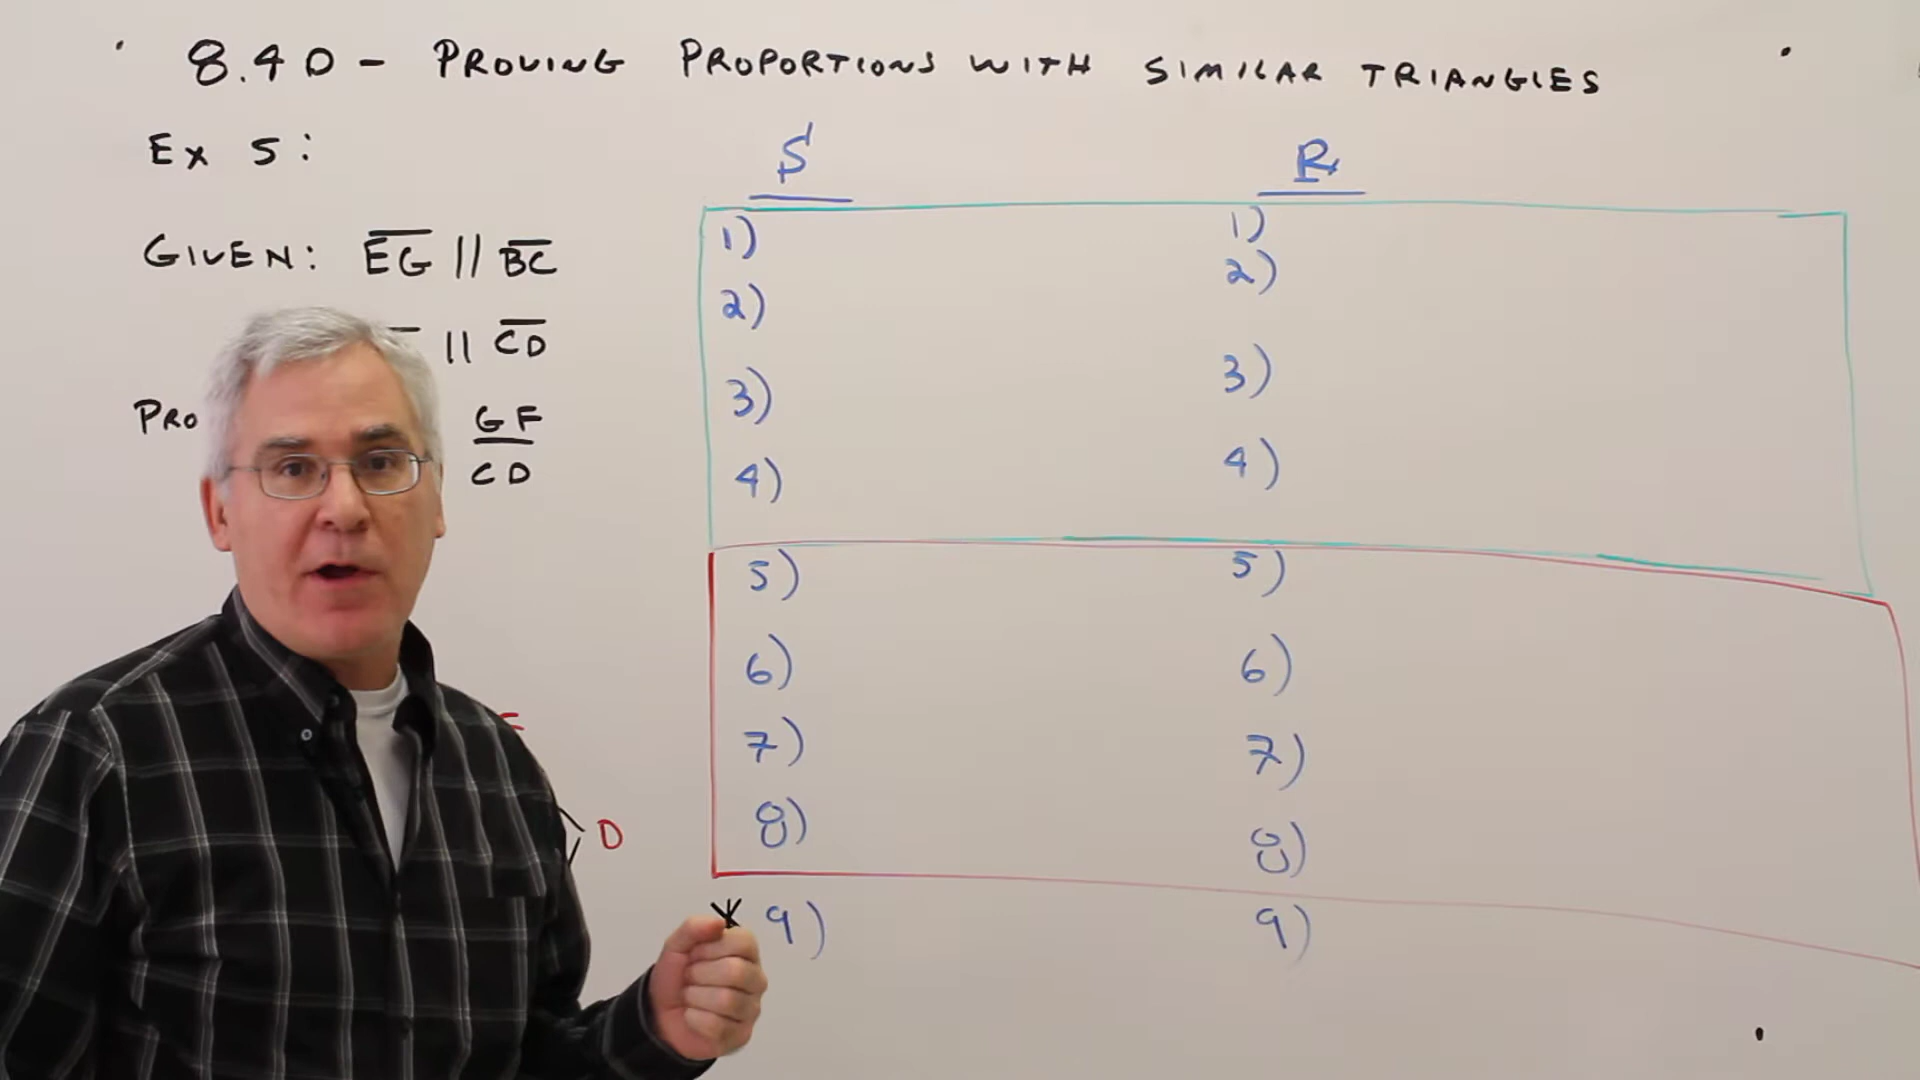 8.4D - PROVING PROPORTIONS WITH SIMILAR TRIANGLES
EX 5:
GIVEN: EG || BC
|| CD
PRO GF
CD
D
S
1)
2)
3)
4)
5)
6)
7)
8)
* 9)
R
1)
2)
3)
4)
5)
6)
7)
8)
9)